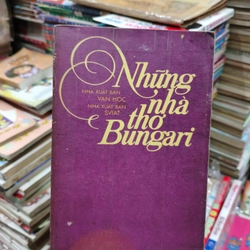 Những
NHÀ XUẤT BẢN
VĂN HỌC
nhà
NHÀ XUẤT BẢN
SVIAT
thơ
Bungari